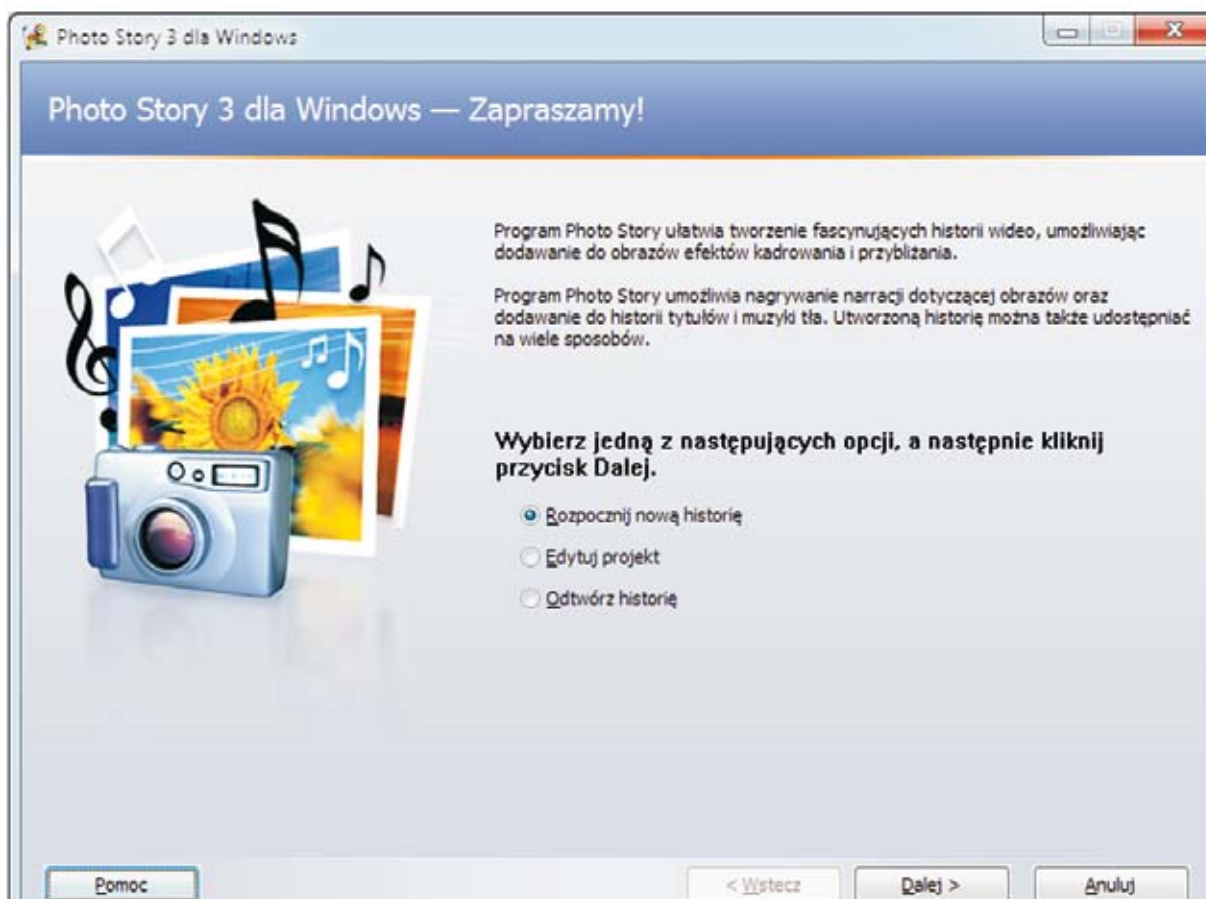 Photo Story 3 dla Windows
Photo Story 3 dla Windows — Zapraszamy!
Program Photo Story ułatwia tworzenie fascynujących historii wideo, umożliwiając
dodawanie do obrazów efektów kadrowania i przybliżania.
Program Photo Story umożliwia nagrywanie narracji dotyczącej obrazów oraz
dodawanie do historii tytułów i muzyki tła. Utworzoną historię można także udostępniać
na wiele sposobów.
Wybierz jedną z następujących opcji, a następnie kliknij
przycisk Dalej.
Rozpocznij nową historię
Edytuj projekt
Odtwórz historię
Pomoc < Wstecz Dalej > Anuluj